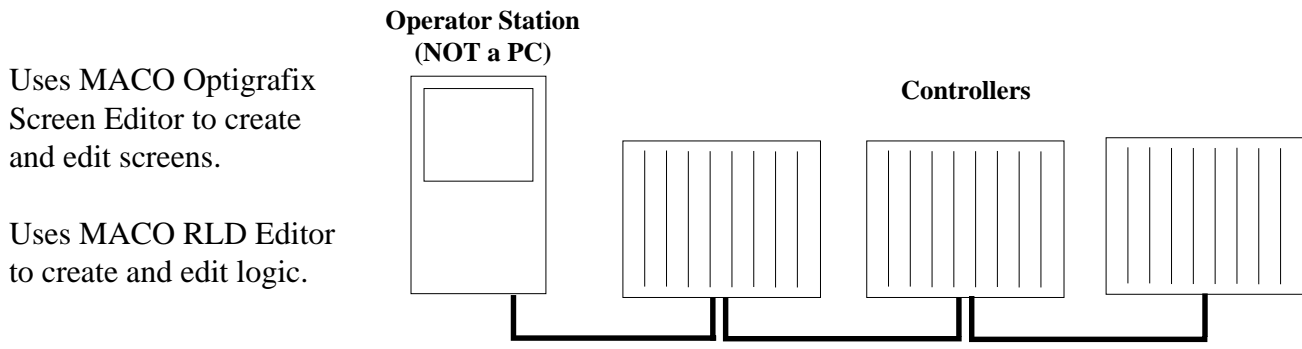 Operator Station
(NOT a PC)
Uses MACO Optigrafix
Screen Editor to create
and edit screens.
Uses MACO RLD Editor
to create and edit logic.
Controllers